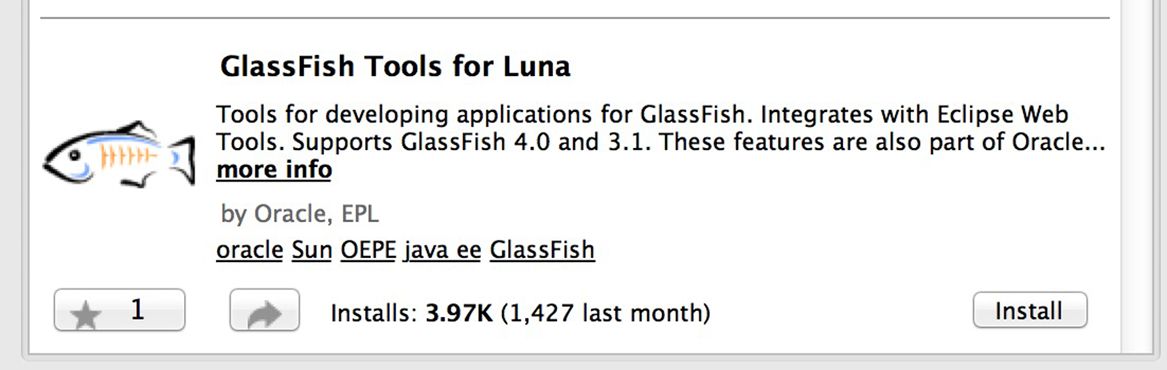 GlassFish Tools for Luna
Tools for developing applications for GlassFish. Integrates with Eclipse Web
Tools. Supports GlassFish 4.0 and 3.1. These features are also part of Oracle...
more info
by Oracle, EPL
oracle Sun OEPE java ee GlassFish
1 Installs: 3.97K (1,427 last month) Install